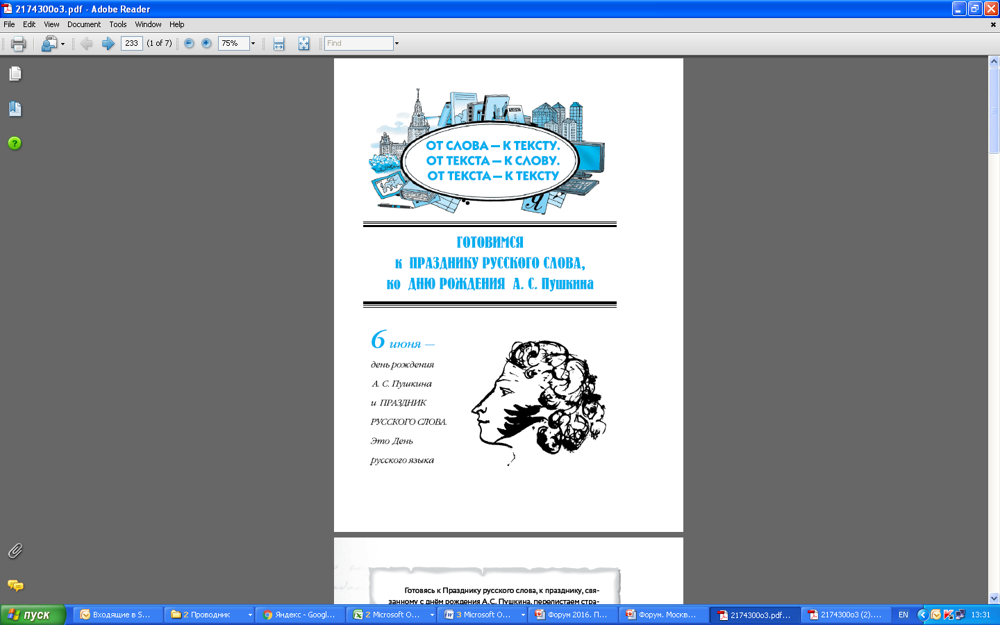 2174300o3.pdf - Adobe Reader
File Edit View Document Tools Window Help
233 (1 of 7) 75% Find
ОТ СЛОВА — К ТЕКСТУ.
ОТ ТЕКСТА — К СЛОВУ.
ОТ ТЕКСТА — К ТЕКСТУ
Я
ГОТОВИМСЯ
к ПРАЗДНИКУ РУССКОГО СЛОВА,
ко ДНЮ РОЖДЕНИЯ А. С. Пушкина
6 июня —
день рождения
А. С. Пушкина
и ПРАЗДНИК
РУССКОГО СЛОВА.
Это День
русского языка
Готовясь к Празднику русского слова, к празднику, свя-
занному с днём рождения А.С. Пушкина, перелистаем стра-
пуск Входящие в S... 2 Проводник Яндекс - Googl... 2 Microsoft O... 3 Microsoft O... Форум 2016. П... Форум. Москв... 2174300o3.pdf... 2174300o3 (2).... EN 13:31